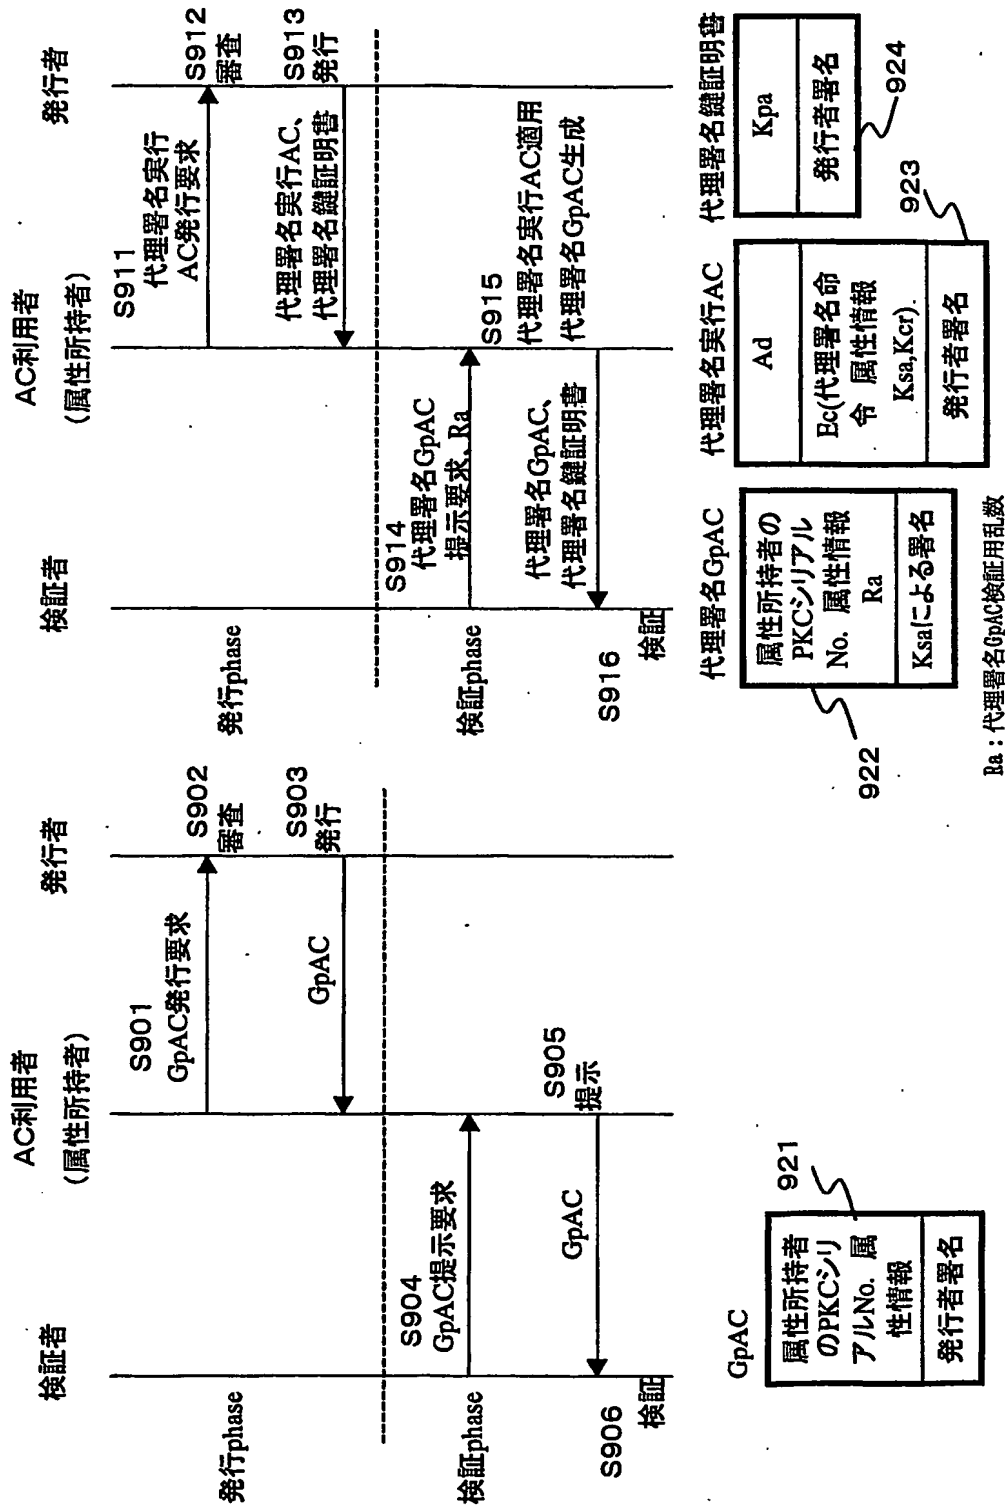 検証者
AC利用者
(属性所持者)
発行者
発行phase
S901
GpAC発行要求
S902
審査
S903
発行
GpAC
検証phase
S904
GpAC提示要求
S905
提示
GpAC
S906
検証
GpAC
属性所持者
のPKCシリ
アルNo. 属
性情報
発行者署名
921
検証者
AC利用者
(属性所持者)
発行者
発行phase
S911
代理署名実行
AC発行要求
S912
審査
S913
発行
代理署名実行AC、
代理署名鍵証明書
検証phase
S914
代理署名GpAC
提示要求、Ra
S915
代理署名実行AC適用
代理署名GpAC生成
代理署名GpAC、
代理署名鍵証明書
S916
検証
代理署名GpAC
属性所持者の
PKCシリアル
No. 属性情報
Ra
Ksaによる署名
922
代理署名実行AC
Ad
Ec(代理署名命
令 属性情報
Ksa,Kcr)
発行者署名
923
代理署名鍵証明書
Kpa
発行者署名
924
Ra：代理署名GpAC検証用乱数